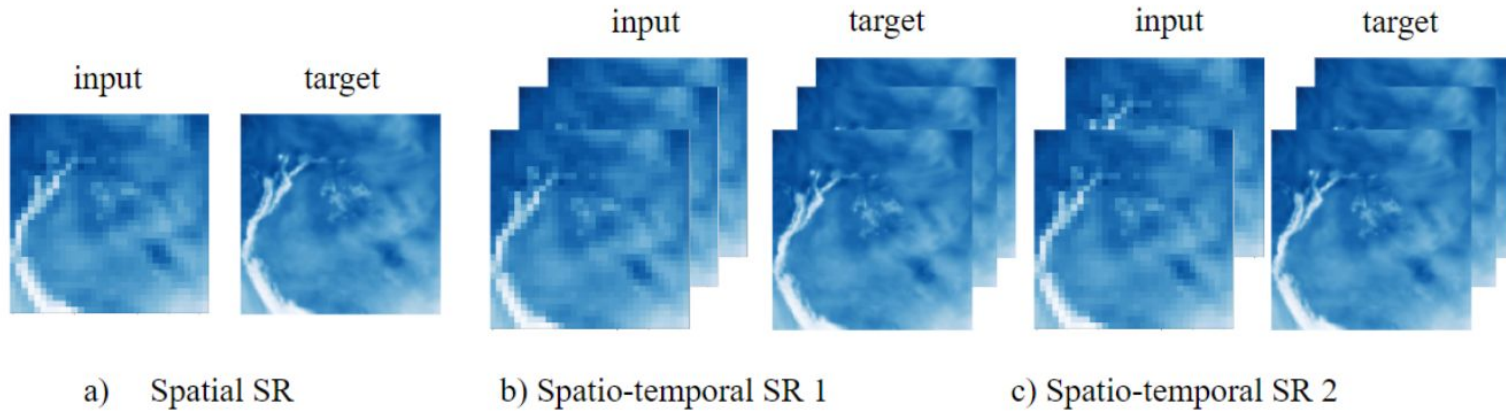 input
target
input
target
input
target
a) Spatial SR
b) Spatio-temporal SR 1
c) Spatio-temporal SR 2